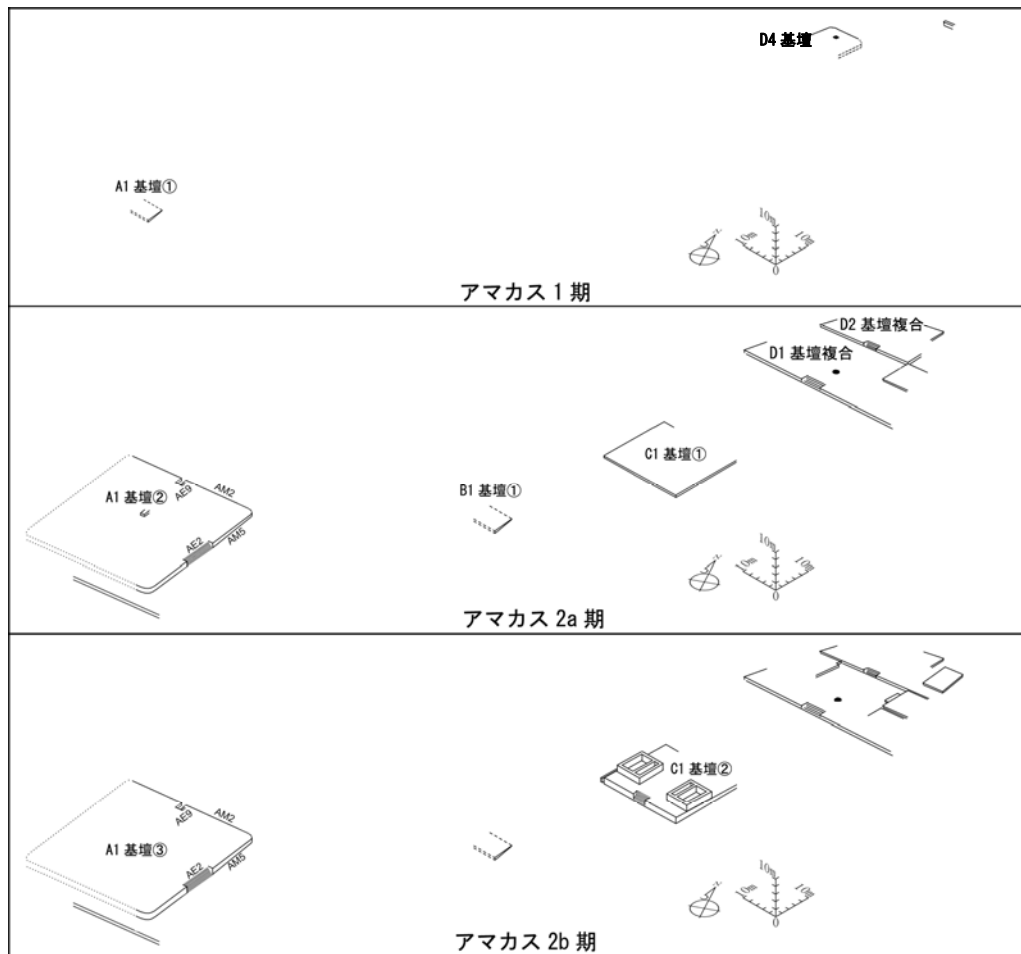 D4 基壇
A1 基壇①
10m
10m
10m
0
N
アマカス 1 期
D2 基壇複合
D1 基壇複合
C1 基壇①
B1 基壇①
A1 基壇②
AE9
AM2
AE2
AM5
10m
10m
10m
0
N
アマカス 2a 期
C1 基壇②
A1 基壇③
AE9
AM2
AE2
AM5
10m
10m
10m
0
N
アマカス 2b 期